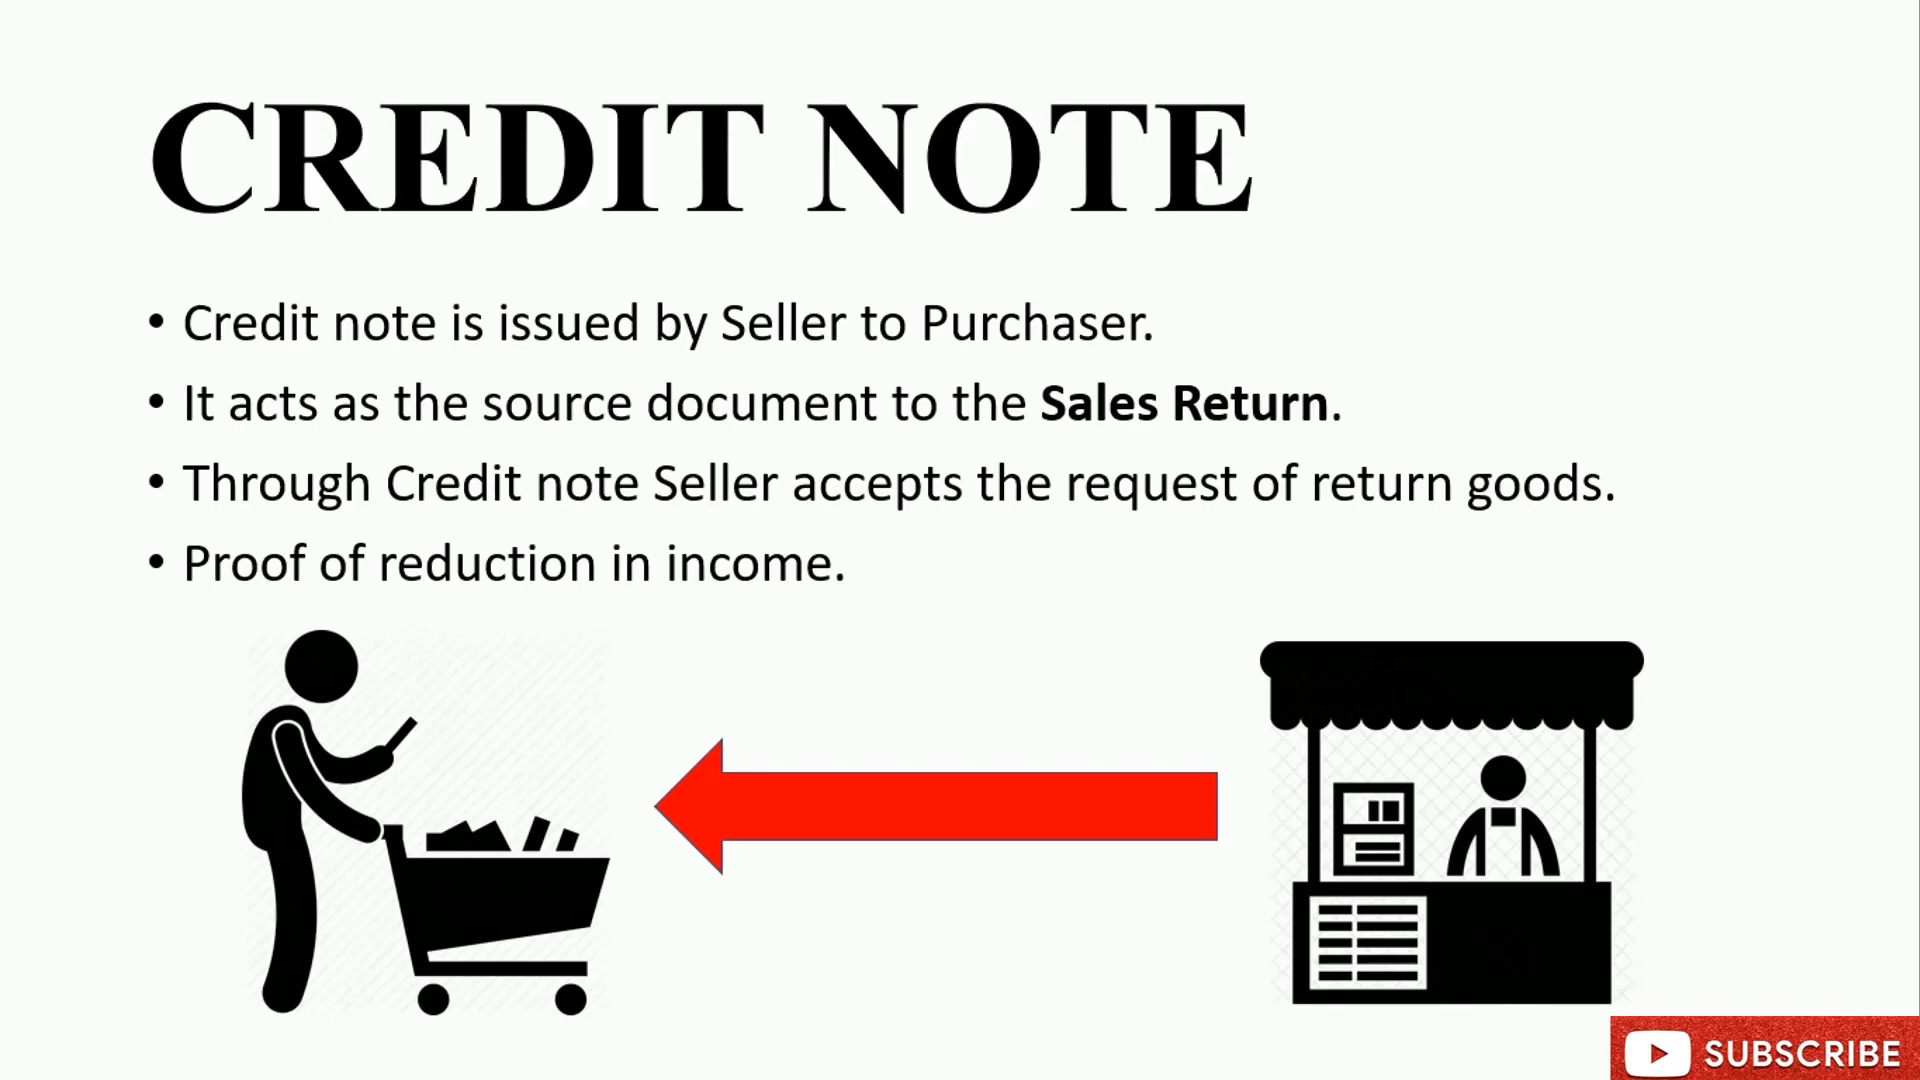 CREDIT NOTE
• Credit note is issued by Seller to Purchaser.
• It acts as the source document to the Sales Return.
• Through Credit note Seller accepts the request of return goods.
• Proof of reduction in income.
SUBSCRIBE